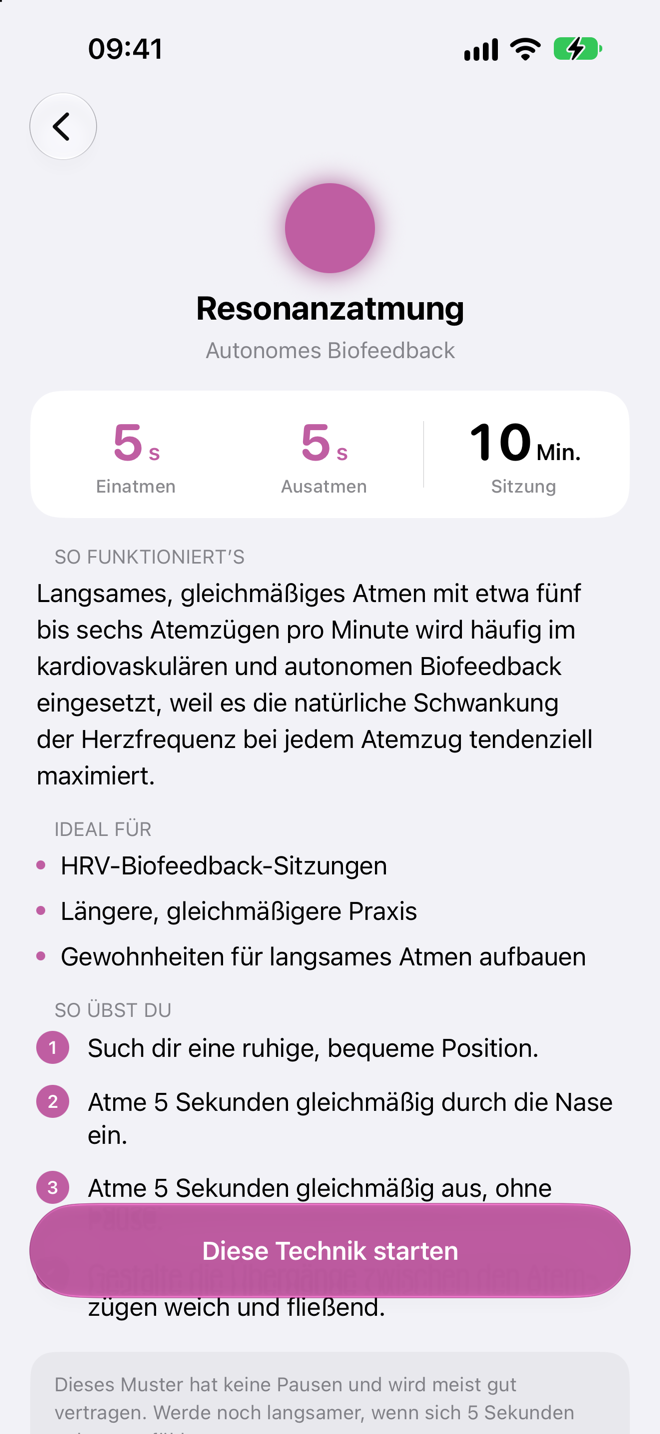 09:41
Resonanzatmung
Autonomes Biofeedback
5 s
Einatmen
5 s
Ausatmen
10 Min.
Sitzung
SO FUNKTIONIERT’S
Langsames, gleichmäßiges Atmen mit etwa fünf
bis sechs Atemzügen pro Minute wird häufig im
kardiovaskulären und autonomen Biofeedback
eingesetzt, weil es die natürliche Schwankung
der Herzfrequenz bei jedem Atemzug tendenziell
maximiert.
IDEAL FÜR
HRV-Biofeedback-Sitzungen
Längere, gleichmäßigere Praxis
Gewohnheiten für langsames Atmen aufbauen
SO ÜBST DU
1 Such dir eine ruhige, bequeme Position.
2 Atme 5 Sekunden gleichmäßig durch die Nase
ein.
3 Atme 5 Sekunden gleichmäßig aus, ohne
Diese Technik starten
zügen weich und fließend.
Dieses Muster hat keine Pausen und wird meist gut
vertragen. Werde noch langsamer, wenn sich 5 Sekunden